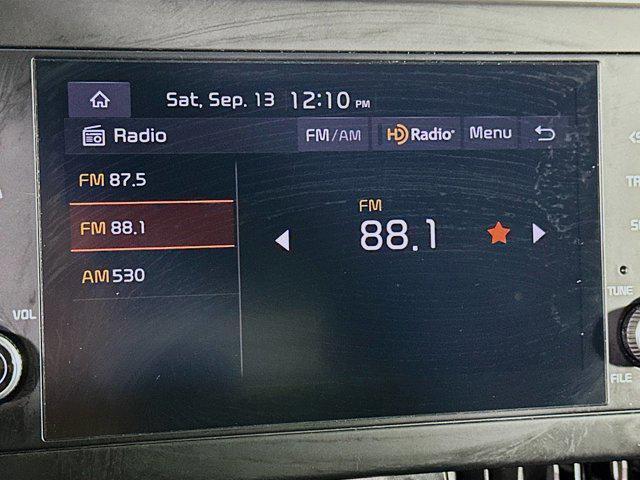 Sat, Sep. 13 12:10 PM
Radio FM/AM HD Radio Menu
FM 87.5
FM 88.1
AM 530
FM
88.1
VOL
TUNE
FILE